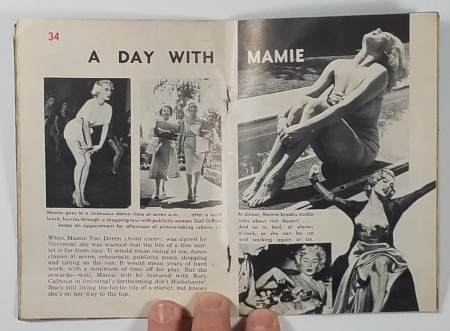 34
A DAY WITH MAMIE
Mamie goes to a strenuous dance class at seven a.m. . . . after a quick
lunch, hurries through a shopping tour with publicity woman Gail Gifford
keeps an appointment for afternoon of picture-taking (above,
At dinner, Mamie breaks studio
rules about rich dessert . . .
And so to bed, at eleven
o'clock, so she can be up
and working again at six.
When Mamie Van Doren (front cover) was signed by
Universal she was warned that the life of a film star-
let is far from easy. It would mean rising at six, dance
classes at seven, rehearsals, publicity poses, shopping
and eating on the run. It would mean years of hard
work, with a minimum of time off for play. But the
rewards—well, Mamie will be featured with Rory
Calhoun in Universal's forthcoming Ain't Misbehavin'.
She's still living the hectic life of a starlet, but knows
she's on her way to the top.